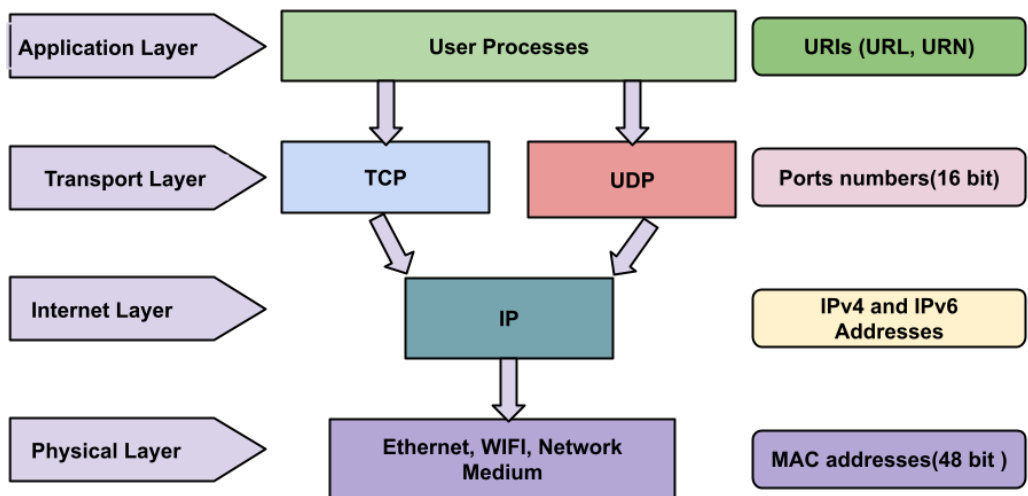 Application Layer
User Processes
URIs (URL, URN)
Transport Layer
TCP
UDP
Ports numbers(16 bit)
Internet Layer
IP
IPv4 and IPv6
Addresses
Physical Layer
Ethernet, WIFI, Network
Medium
MAC addresses(48 bit )